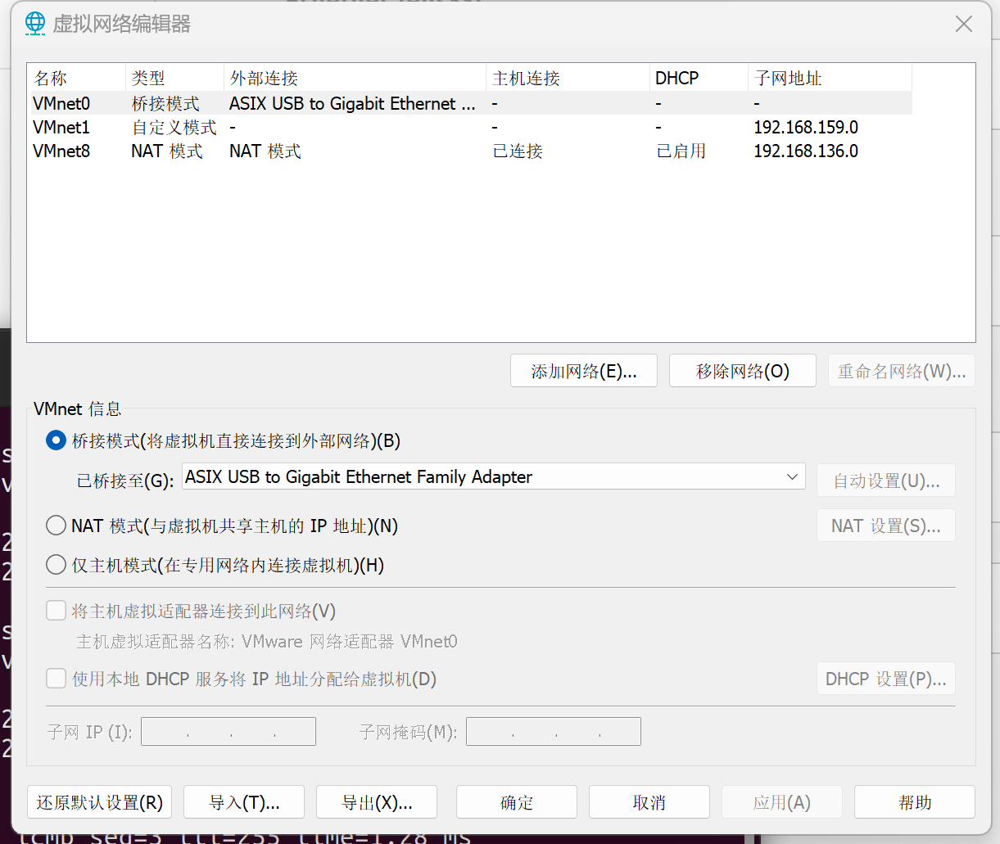 虚拟网络编辑器
名称 类型 外部连接 主机连接 DHCP 子网地址
VMnet0 桥接模式 ASIX USB to Gigabit Ethernet ... - - -
VMnet1 自定义模式 - - - 192.168.159.0
VMnet8 NAT 模式 NAT 模式 已连接 已启用 192.168.136.0
添加网络(E)... 移除网络(O) 重命名网络(W)...
VMnet 信息
桥接模式(将虚拟机直接连接到外部网络)(B)
已桥接至(G): ASIX USB to Gigabit Ethernet Family Adapter 自动设置(U)...
NAT 模式(与虚拟机共享主机的 IP 地址)(N) NAT 设置(S)...
仅主机模式(在专用网络内连接虚拟机)(H)
将主机虚拟适配器连接到此网络(V)
主机虚拟适配器名称: VMware 网络适配器 VMnet0
使用本地 DHCP 服务将 IP 地址分配给虚拟机(D) DHCP 设置(P)...
子网 IP (I): . . . 子网掩码(M): . . .
还原默认设置(R) 导入(T)... 导出(X)... 确定 取消 应用(A) 帮助
icmp_seq=3 ttl=255 time=1.28 ms